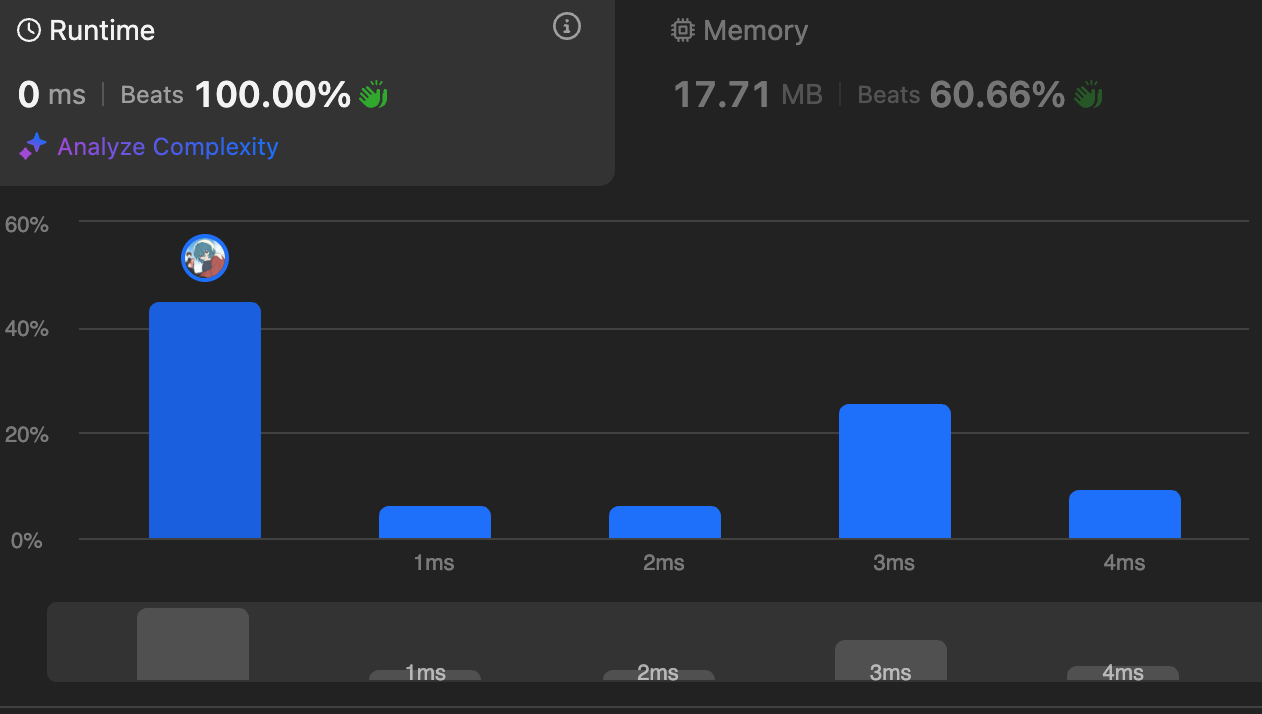 Runtime
0 ms | Beats 100.00%
Analyze Complexity
Memory
17.71 MB | Beats 60.66%
60%
40%
20%
0%
1ms 2ms 3ms 4ms
1ms 2ms 3ms 4ms